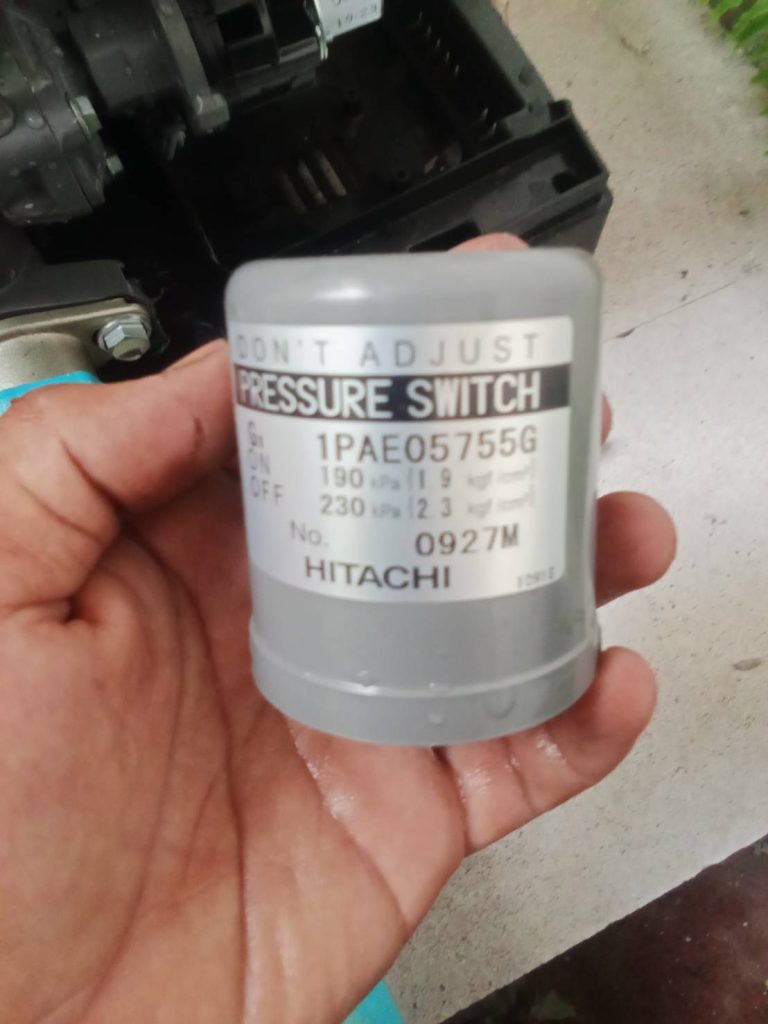 DON'T ADJUST
PRESSURE SWITCH
1PAE05755G
ON 190 kPa (1.9 kgf/cm²)
OFF 230 kPa (2.3 kgf/cm²)
No. 0927M
HITACHI